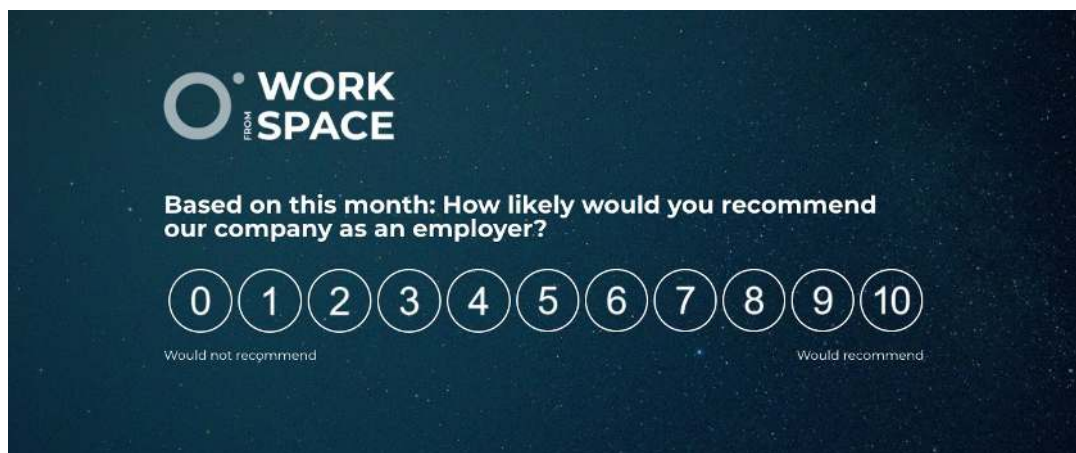 WORK
FROM SPACE
Based on this month: How likely would you recommend
our company as an employer?
0 1 2 3 4 5 6 7 8 9 10
Would not recommend Would recommend